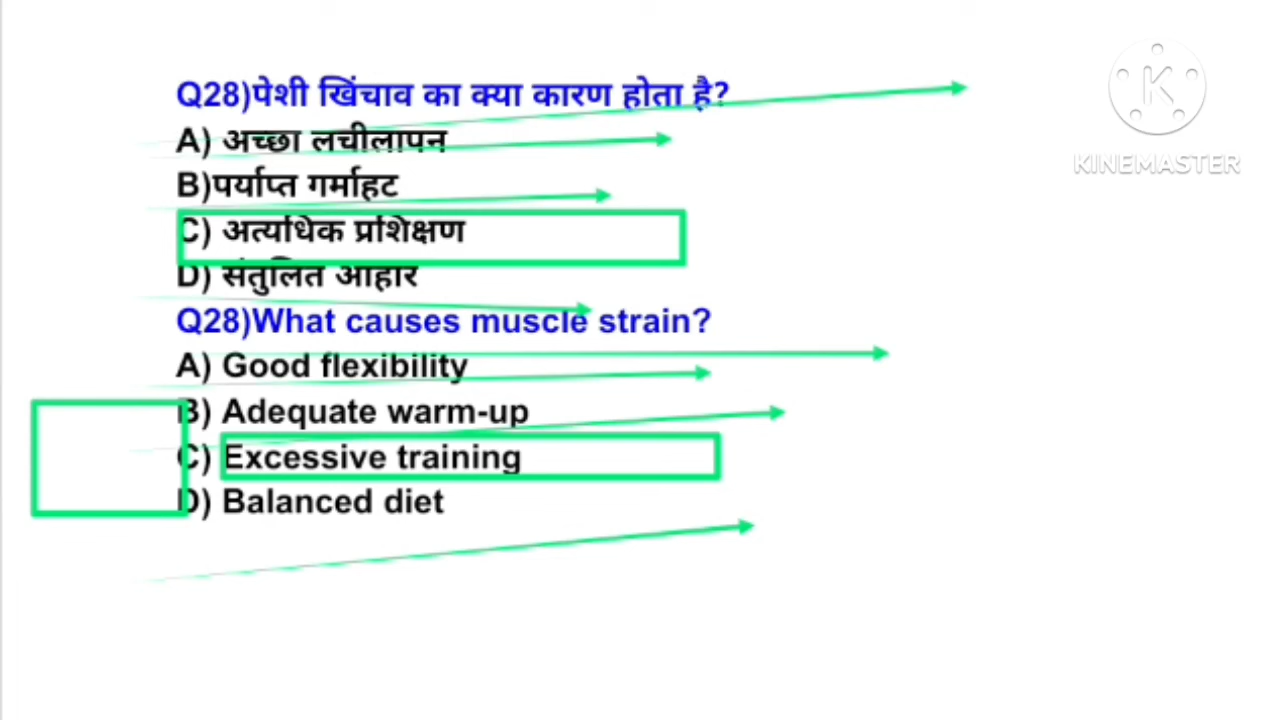 Q28)पेशी खिंचाव का क्या कारण होता है?
A) अच्छा लचीलापन
B)पर्याप्त गर्माहट
C) अत्यधिक प्रशिक्षण
D) संतुलित आहार
Q28)What causes muscle strain?
A) Good flexibility
B) Adequate warm-up
C) Excessive training
D) Balanced diet
K
KINEMASTER